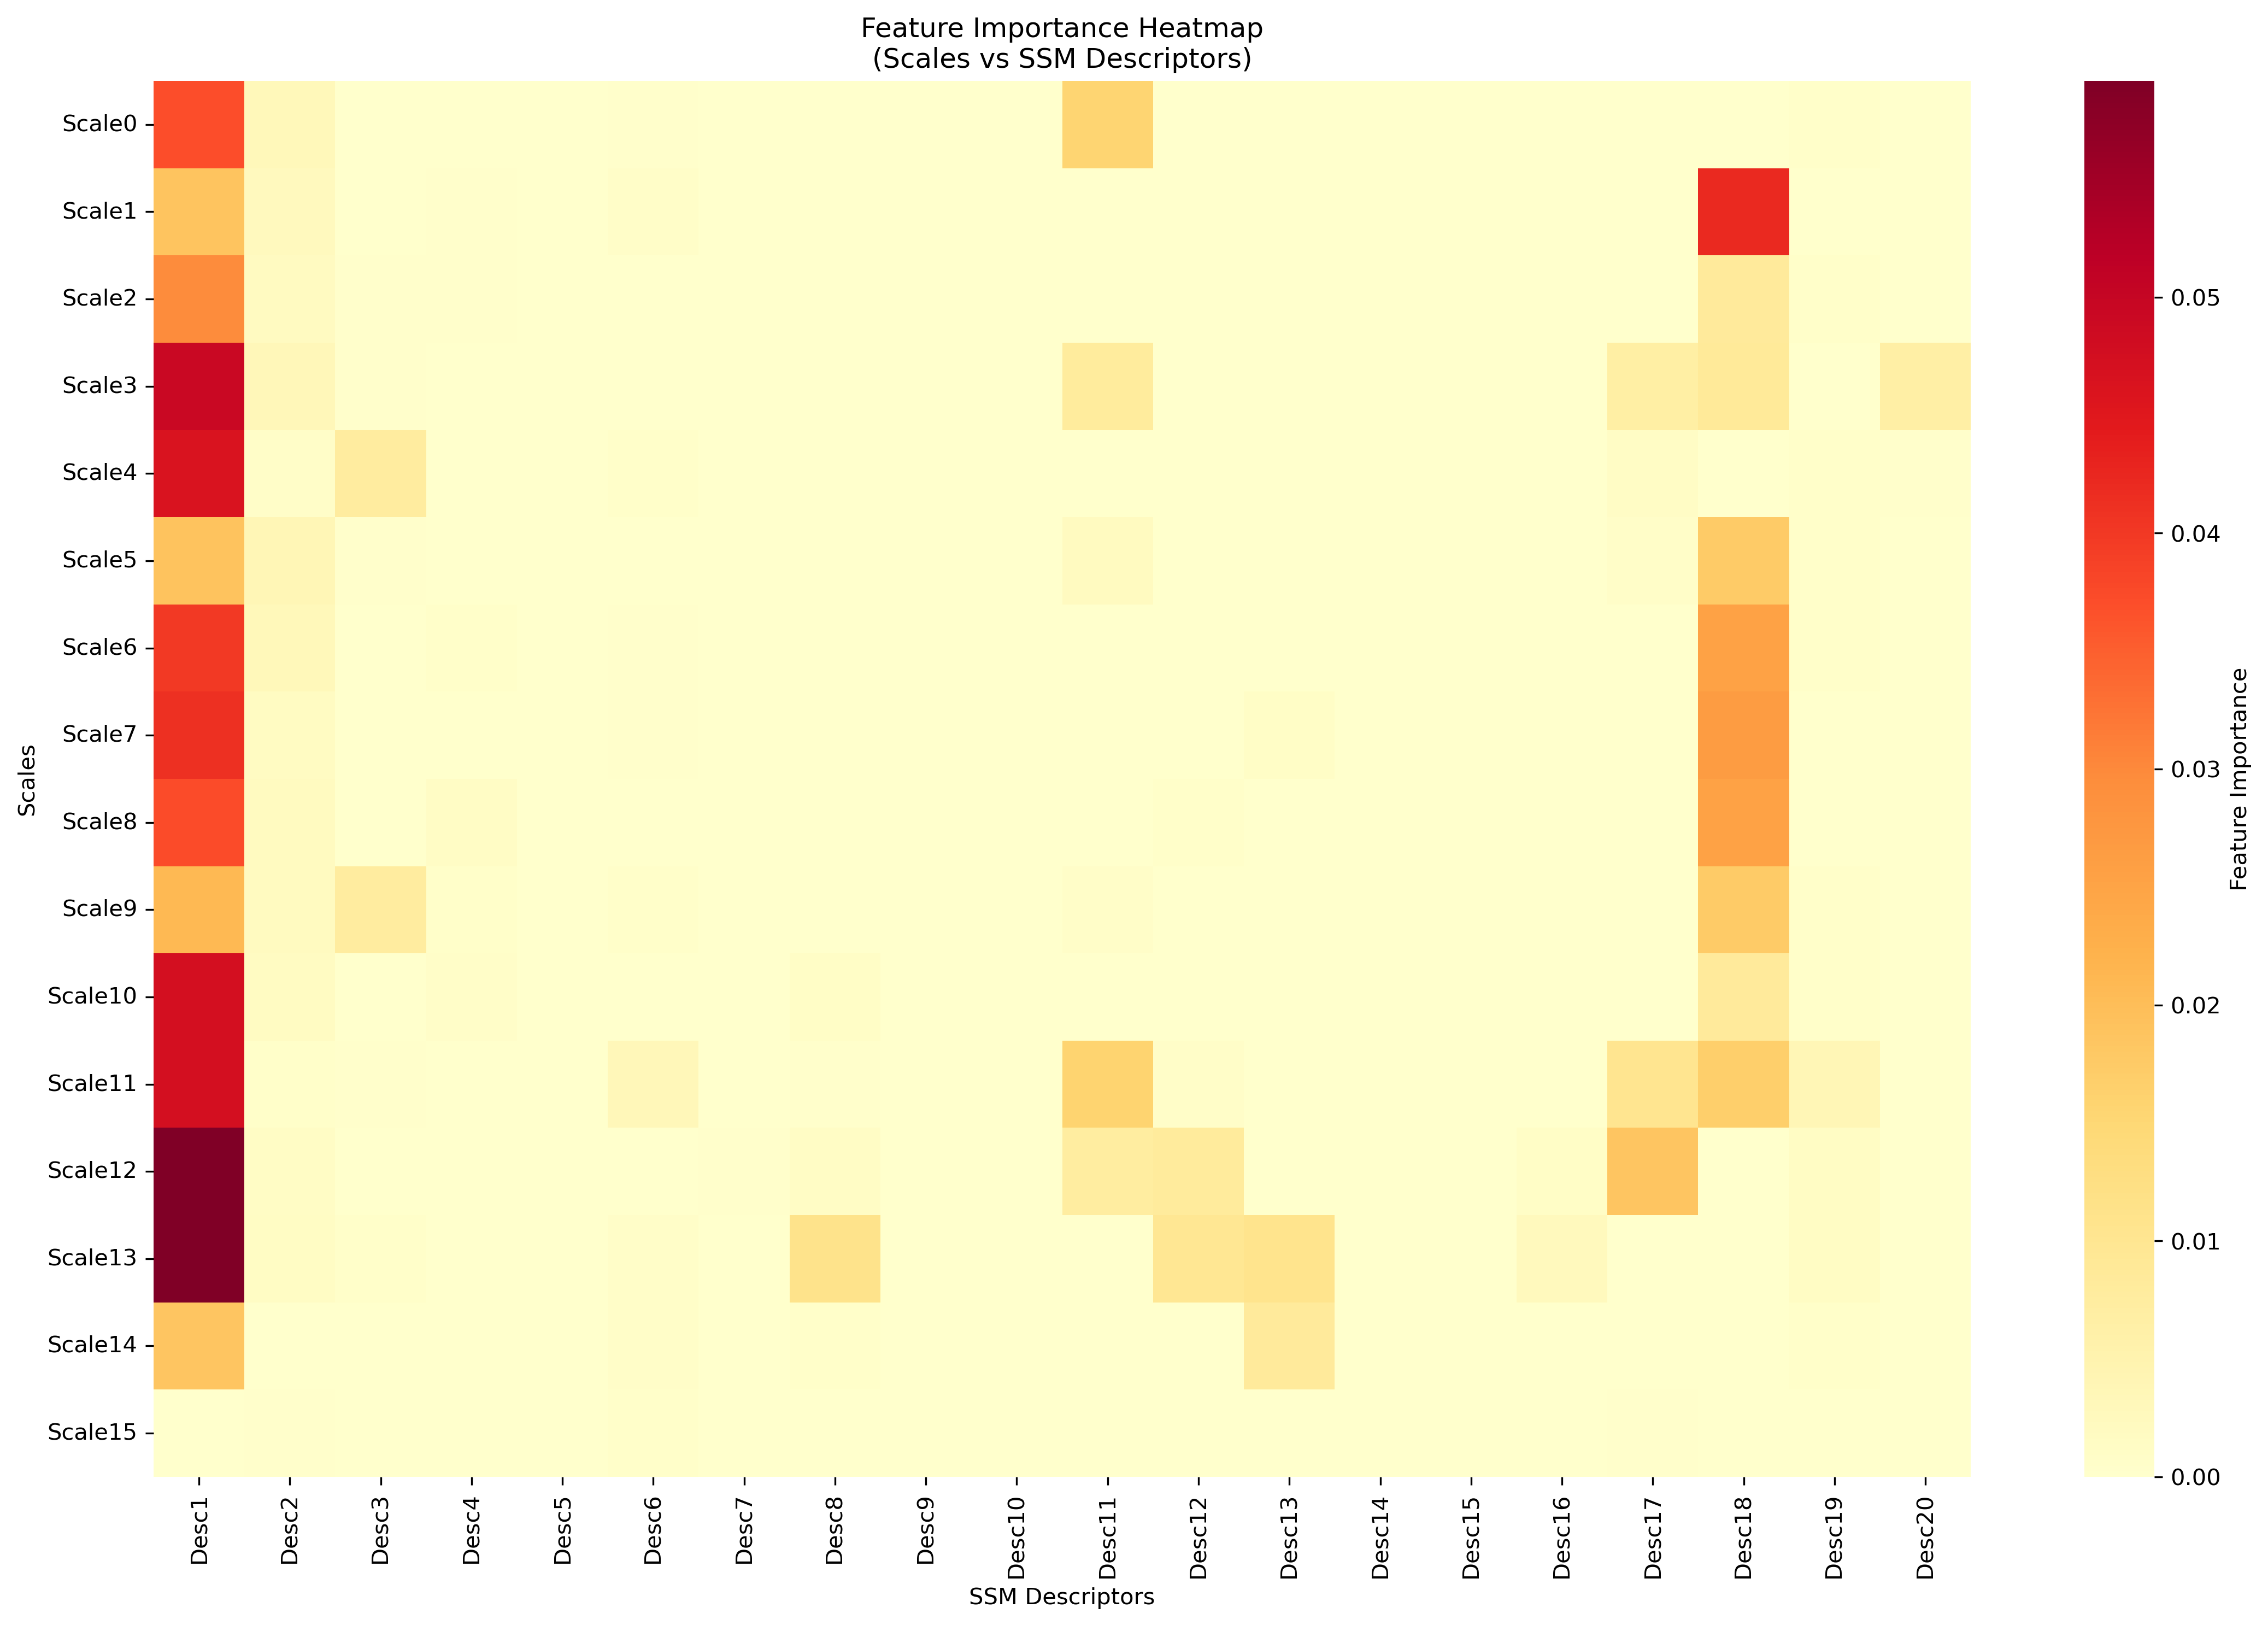 Feature Importance Heatmap
(Scales vs SSM Descriptors)
Scales
Scale0
Scale1
Scale2
Scale3
Scale4
Scale5
Scale6
Scale7
Scale8
Scale9
Scale10
Scale11
Scale12
Scale13
Scale14
Scale15
Desc1
Desc2
Desc3
Desc4
Desc5
Desc6
Desc7
Desc8
Desc9
Desc10
Desc11
Desc12
Desc13
Desc14
Desc15
Desc16
Desc17
Desc18
Desc19
Desc20
SSM Descriptors
0.05
0.04
0.03
0.02
0.01
0.00
Feature Importance